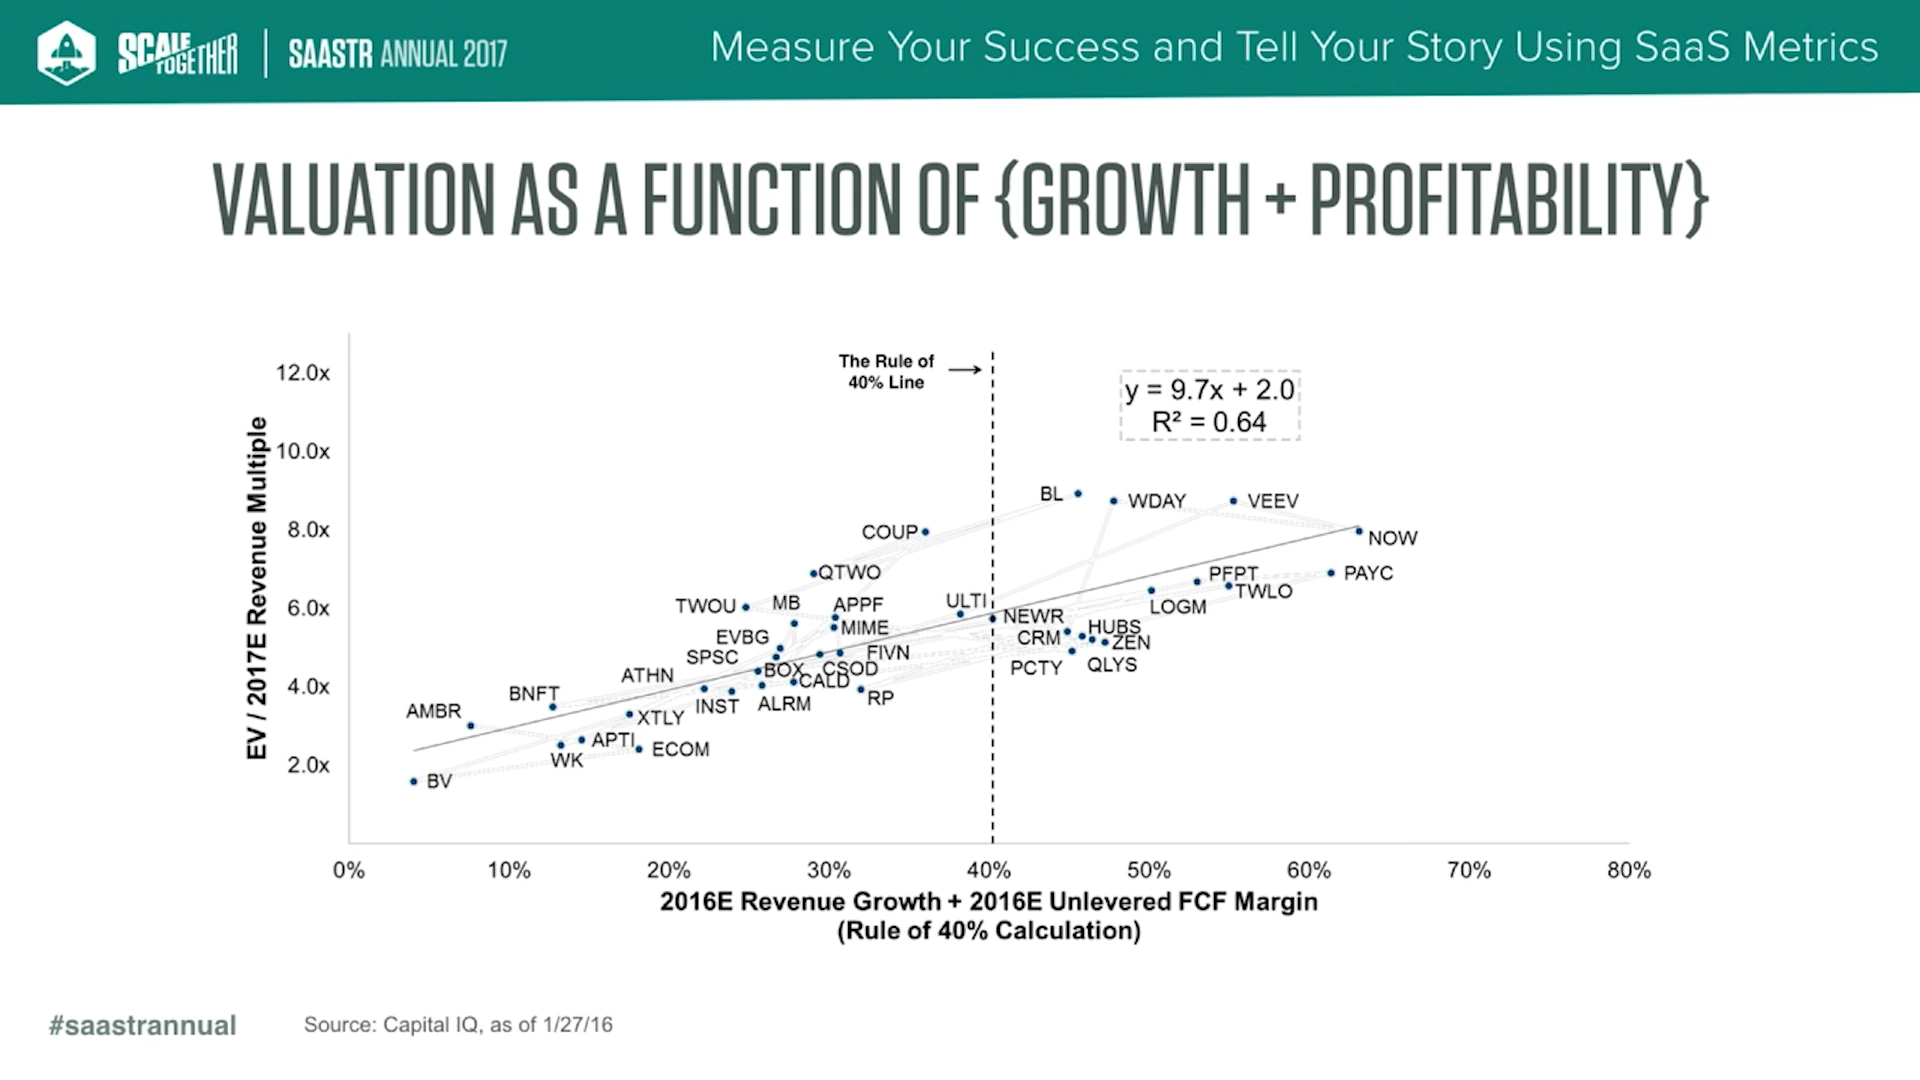 SCALE TOGETHER
SAASTR ANNUAL 2017
Measure Your Success and Tell Your Story Using SaaS Metrics
VALUATION AS A FUNCTION OF {GROWTH + PROFITABILITY}
The Rule of
40% Line
y = 9.7x + 2.0
R² = 0.64
EV / 2017E Revenue Multiple
12.0x
10.0x
8.0x
6.0x
4.0x
2.0x
BL
WDAY
VEEV
COUP
NOW
QTWO
PFPT
PAYC
TWLO
TWOU
MB
APPF
ULTI
LOGM
NEWR
MIME
HUBS
EVBG
CRM
ZEN
SPSC
FIVN
PCTY
QLYS
ATHN
BOX
CSOD
CALD
BNFT
INST
ALRM
RP
AMBR
XTLY
APTI
ECOM
WK
BV
0%
10%
20%
30%
40%
50%
60%
70%
80%
2016E Revenue Growth + 2016E Unlevered FCF Margin
(Rule of 40% Calculation)
#saastrannual
Source: Capital IQ, as of 1/27/16